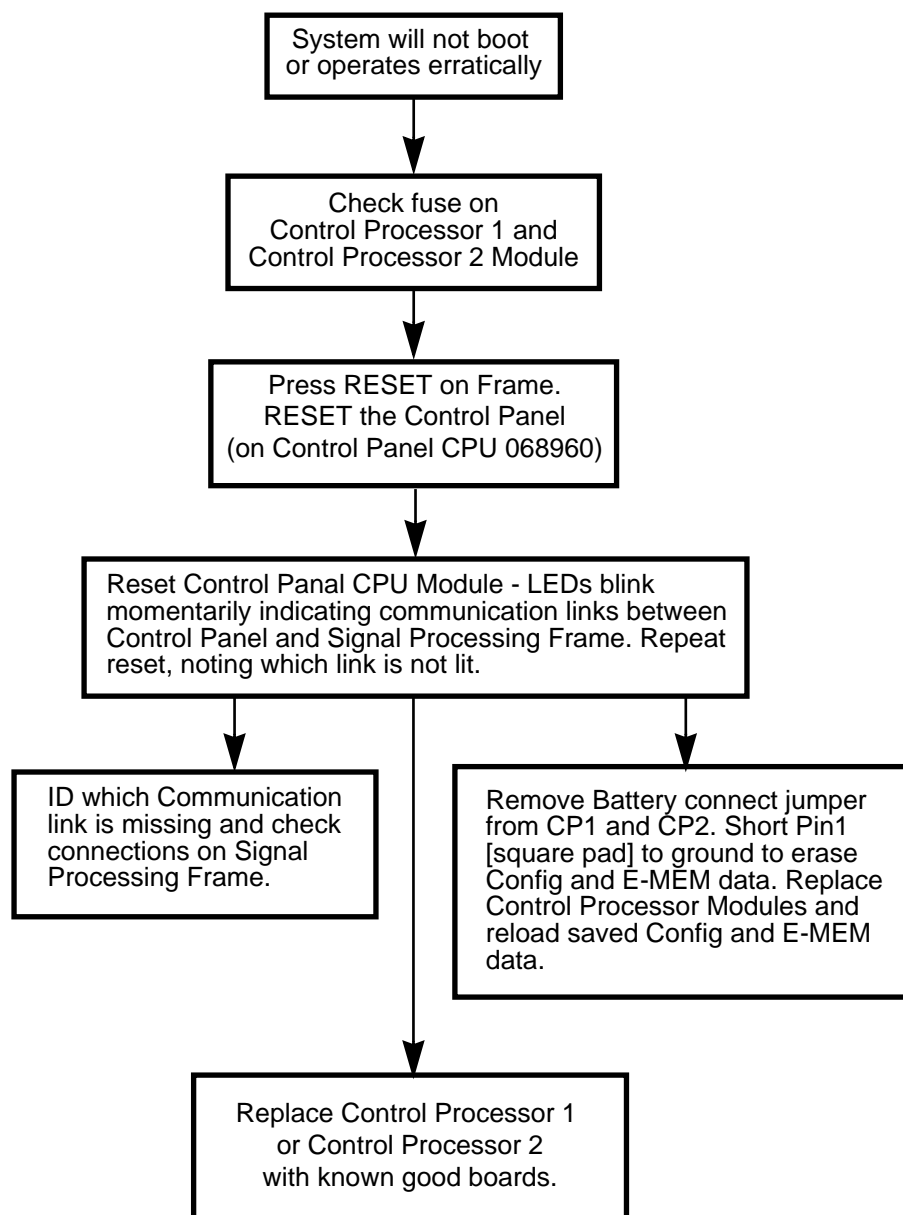 System will not boot
or operates erratically
Check fuse on
Control Processor 1 and
Control Processor 2 Module
Press RESET on Frame.
RESET the Control Panel
(on Control Panel CPU 068960)
Reset Control Panal CPU Module - LEDs blink
momentarily indicating communication links between
Control Panel and Signal Processing Frame. Repeat
reset, noting which link is not lit.
ID which Communication
link is missing and check
connections on Signal
Processing Frame.
Remove Battery connect jumper
from CP1 and CP2. Short Pin1
[square pad] to ground to erase
Config and E-MEM data. Replace
Control Processor Modules and
reload saved Config and E-MEM
data.
Replace Control Processor 1
or Control Processor 2
with known good boards.